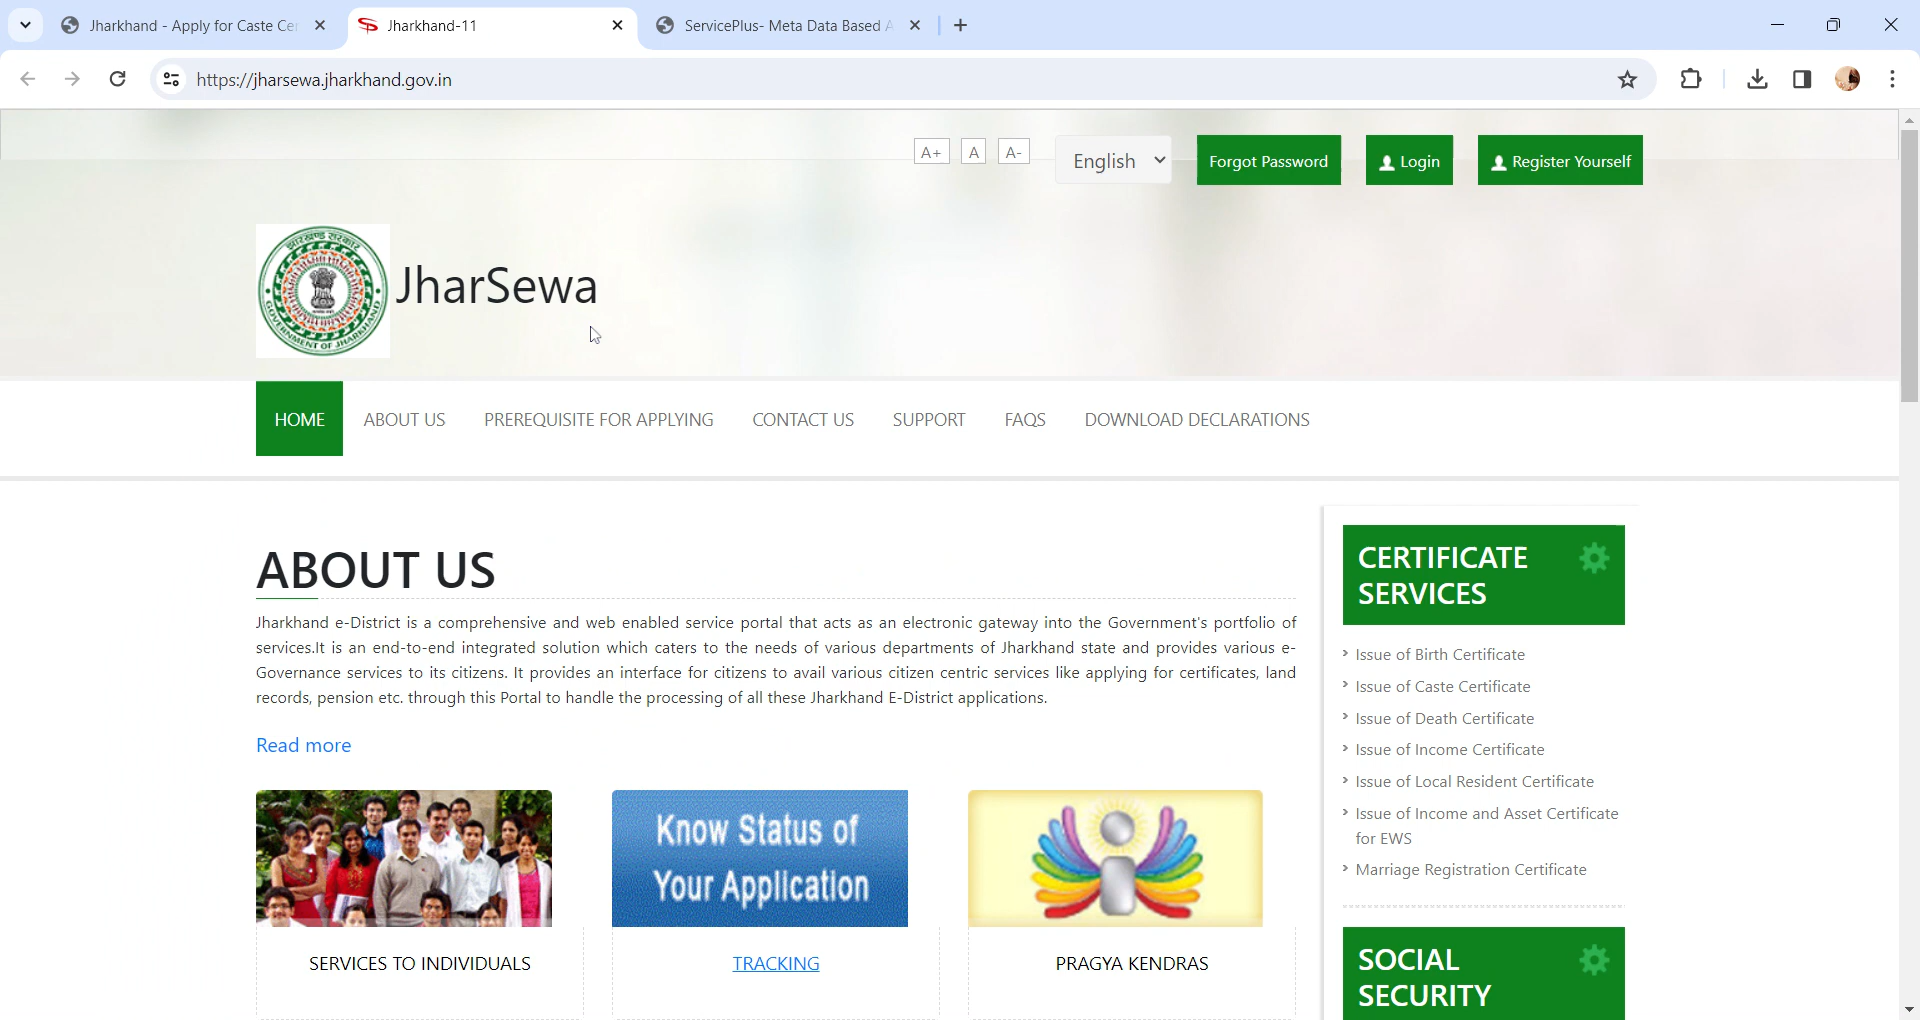 Jharkhand - Apply for Caste Cer
Jharkhand-11
ServicePlus- Meta Data Based A
https://jharsewa.jharkhand.gov.in
A+
A
A-
English
Forgot Password
Login
Register Yourself
झारखण्ड सरकार
GOVERNMENT OF JHARKHAND
JharSewa
HOME
ABOUT US
PREREQUISITE FOR APPLYING
CONTACT US
SUPPORT
FAQS
DOWNLOAD DECLARATIONS
ABOUT US
Jharkhand e-District is a comprehensive and web enabled service portal that acts as an electronic gateway into the Government's portfolio of
services.It is an end-to-end integrated solution which caters to the needs of various departments of Jharkhand state and provides various e-
Governance services to its citizens. It provides an interface for citizens to avail various citizen centric services like applying for certificates, land
records, pension etc. through this Portal to handle the processing of all these Jharkhand E-District applications.
Read more
Know Status of
Your Application
SERVICES TO INDIVIDUALS
TRACKING
PRAGYA KENDRAS
CERTIFICATE
SERVICES
Issue of Birth Certificate
Issue of Caste Certificate
Issue of Death Certificate
Issue of Income Certificate
Issue of Local Resident Certificate
Issue of Income and Asset Certificate
for EWS
Marriage Registration Certificate
SOCIAL
SECURITY